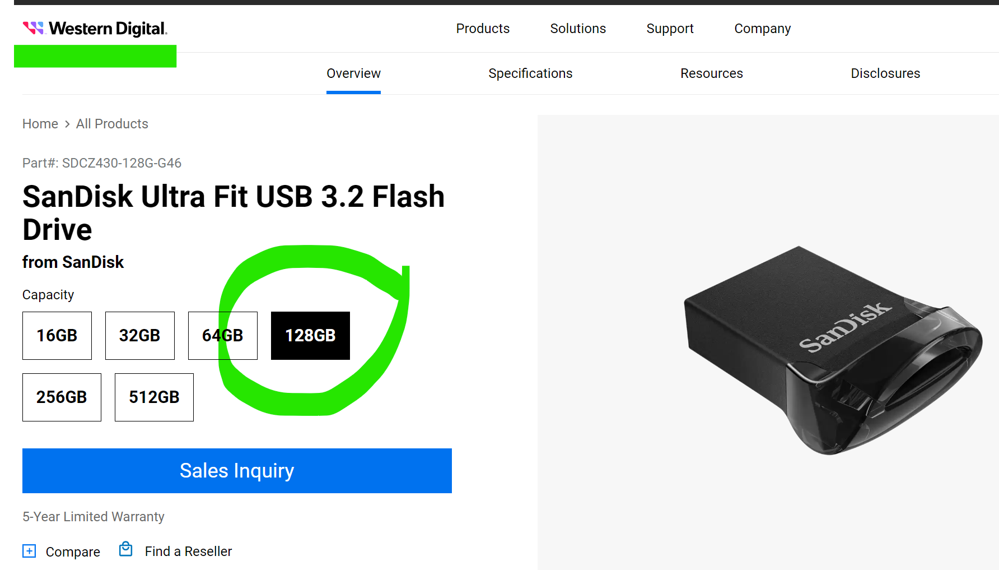 Western Digital.
Products Solutions Support Company
Overview Specifications Resources Disclosures
Home > All Products
Part#: SDCZ430-128G-G46
SanDisk Ultra Fit USB 3.2 Flash
Drive
from SanDisk
Capacity
16GB 32GB 64GB 128GB
256GB 512GB
Sales Inquiry
5-Year Limited Warranty
Compare Find a Reseller
SanDisk